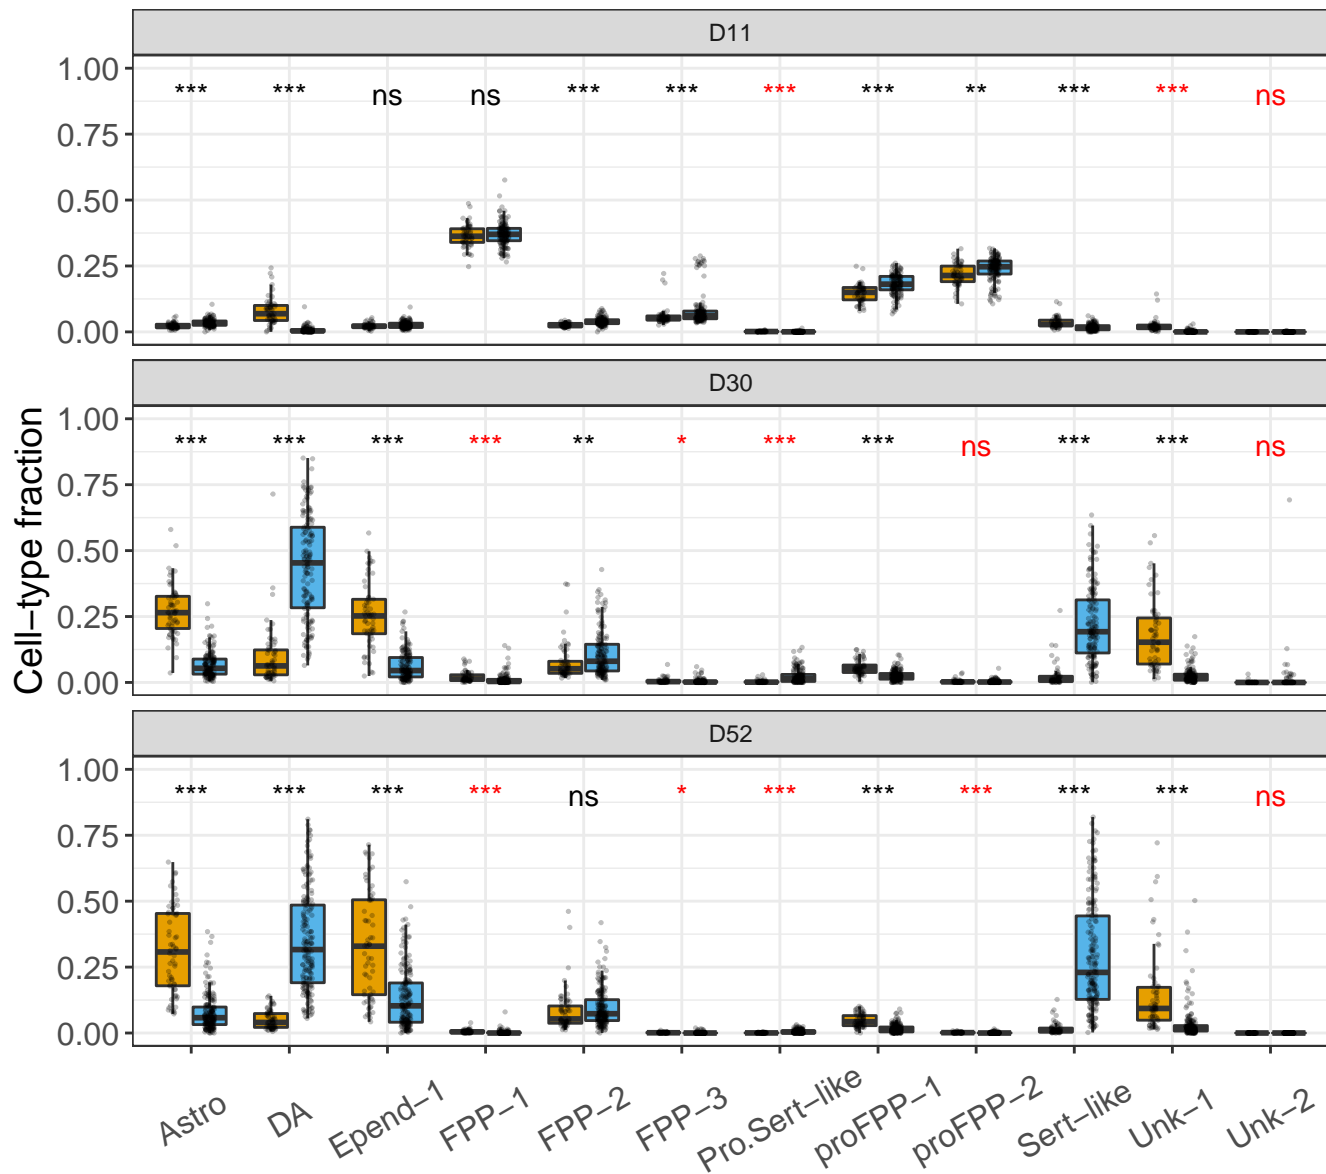 D11
1.00
*** *** ns ns *** *** *** *** ** *** *** ns
0.75
0.50
0.25
0.00
D30
1.00
*** *** *** *** ** * *** *** ns *** *** ns
0.75
0.50
0.25
0.00
Cell-type fraction
D52
1.00
*** *** *** *** ns * *** *** *** *** *** ns
0.75
0.50
0.25
0.00
Astro DA Epend-1 FPP-1 FPP-2 FPP-3 Pro.Sert-like proFPP-1 proFPP-2 Sert-like Unk-1 Unk-2